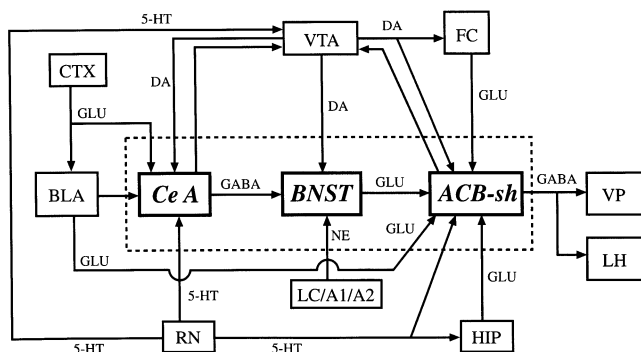 5-HT
VTA
DA
FC
CTX
DA
DA
GLU
GLU
BLA
Ce A
GABA
BNST
GLU
ACB-sh
GABA
VP
GLU
NE
GLU
LH
GLU
5-HT
LC/A1/A2
RN
HIP
5-HT
5-HT